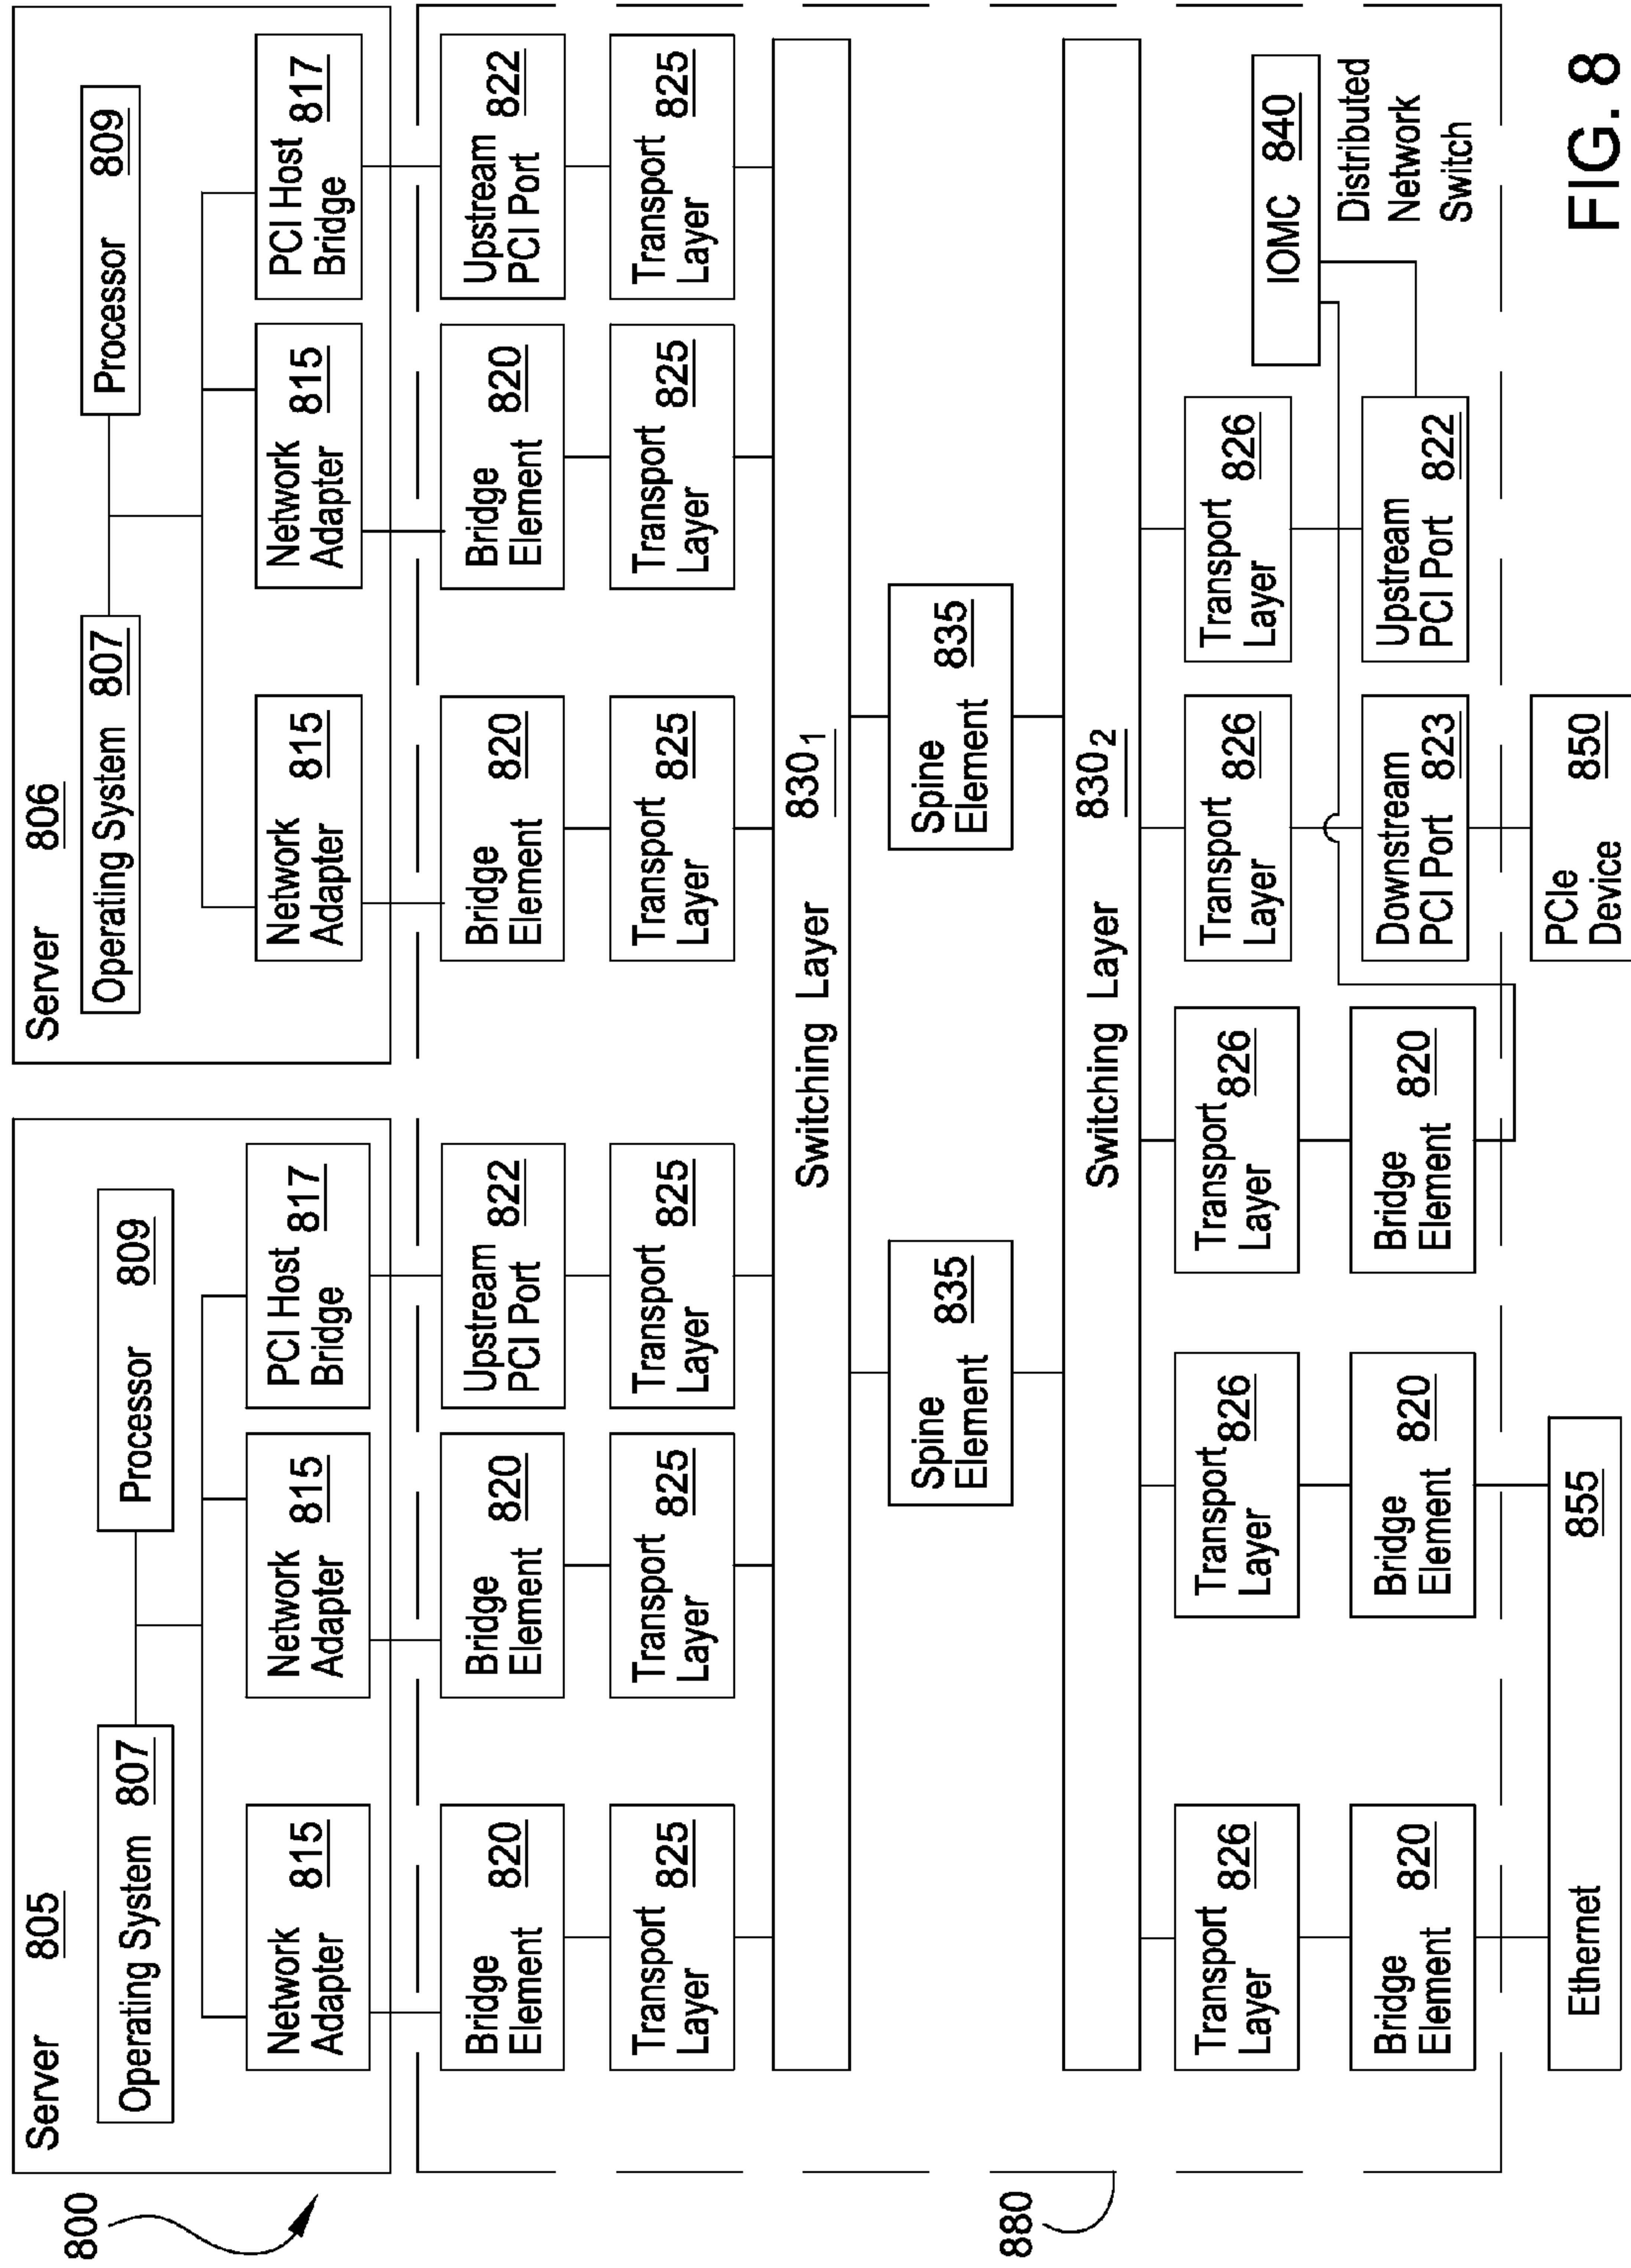 800
Server 805
Operating System 807
Processor 809
Network Adapter 815
Network Adapter 815
PCI Host Bridge 817
Server 806
Operating System 807
Processor 809
Network Adapter 815
Network Adapter 815
PCI Host Bridge 817
Bridge Element 820
Bridge Element 820
Upstream PCI Port 822
Bridge Element 820
Bridge Element 820
Upstream PCI Port 822
Transport Layer 825
Transport Layer 825
Transport Layer 825
Transport Layer 825
Transport Layer 825
Transport Layer 825
Switching Layer 830₁
Spine Element 835
Spine Element 835
880
Switching Layer 830₂
Transport Layer 826
Transport Layer 826
Transport Layer 826
Transport Layer 826
Transport Layer 826
IOMC 840
Bridge Element 820
Bridge Element 820
Bridge Element 820
Downstream PCI Port 823
Upstream PCI Port 822
Distributed
Network
Switch
Ethernet 855
PCIe Device 850
FIG. 8